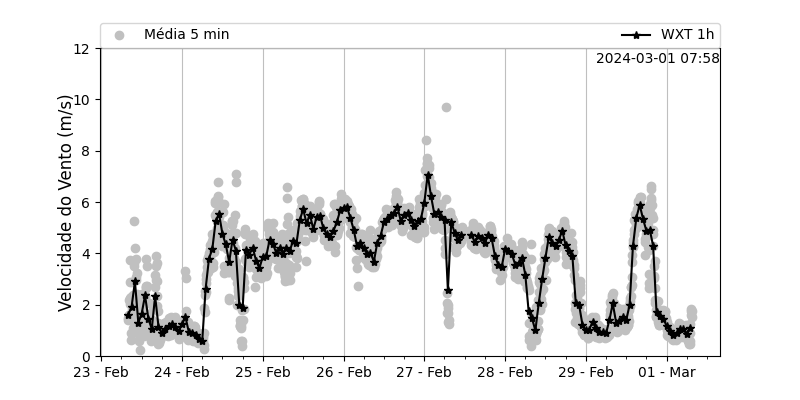 Média 5 min
WXT 1h
2024-03-01 07:58
Velocidade do Vento (m/s)
12
10
8
6
4
2
0
23 - Feb
24 - Feb
25 - Feb
26 - Feb
27 - Feb
28 - Feb
29 - Feb
01 - Mar